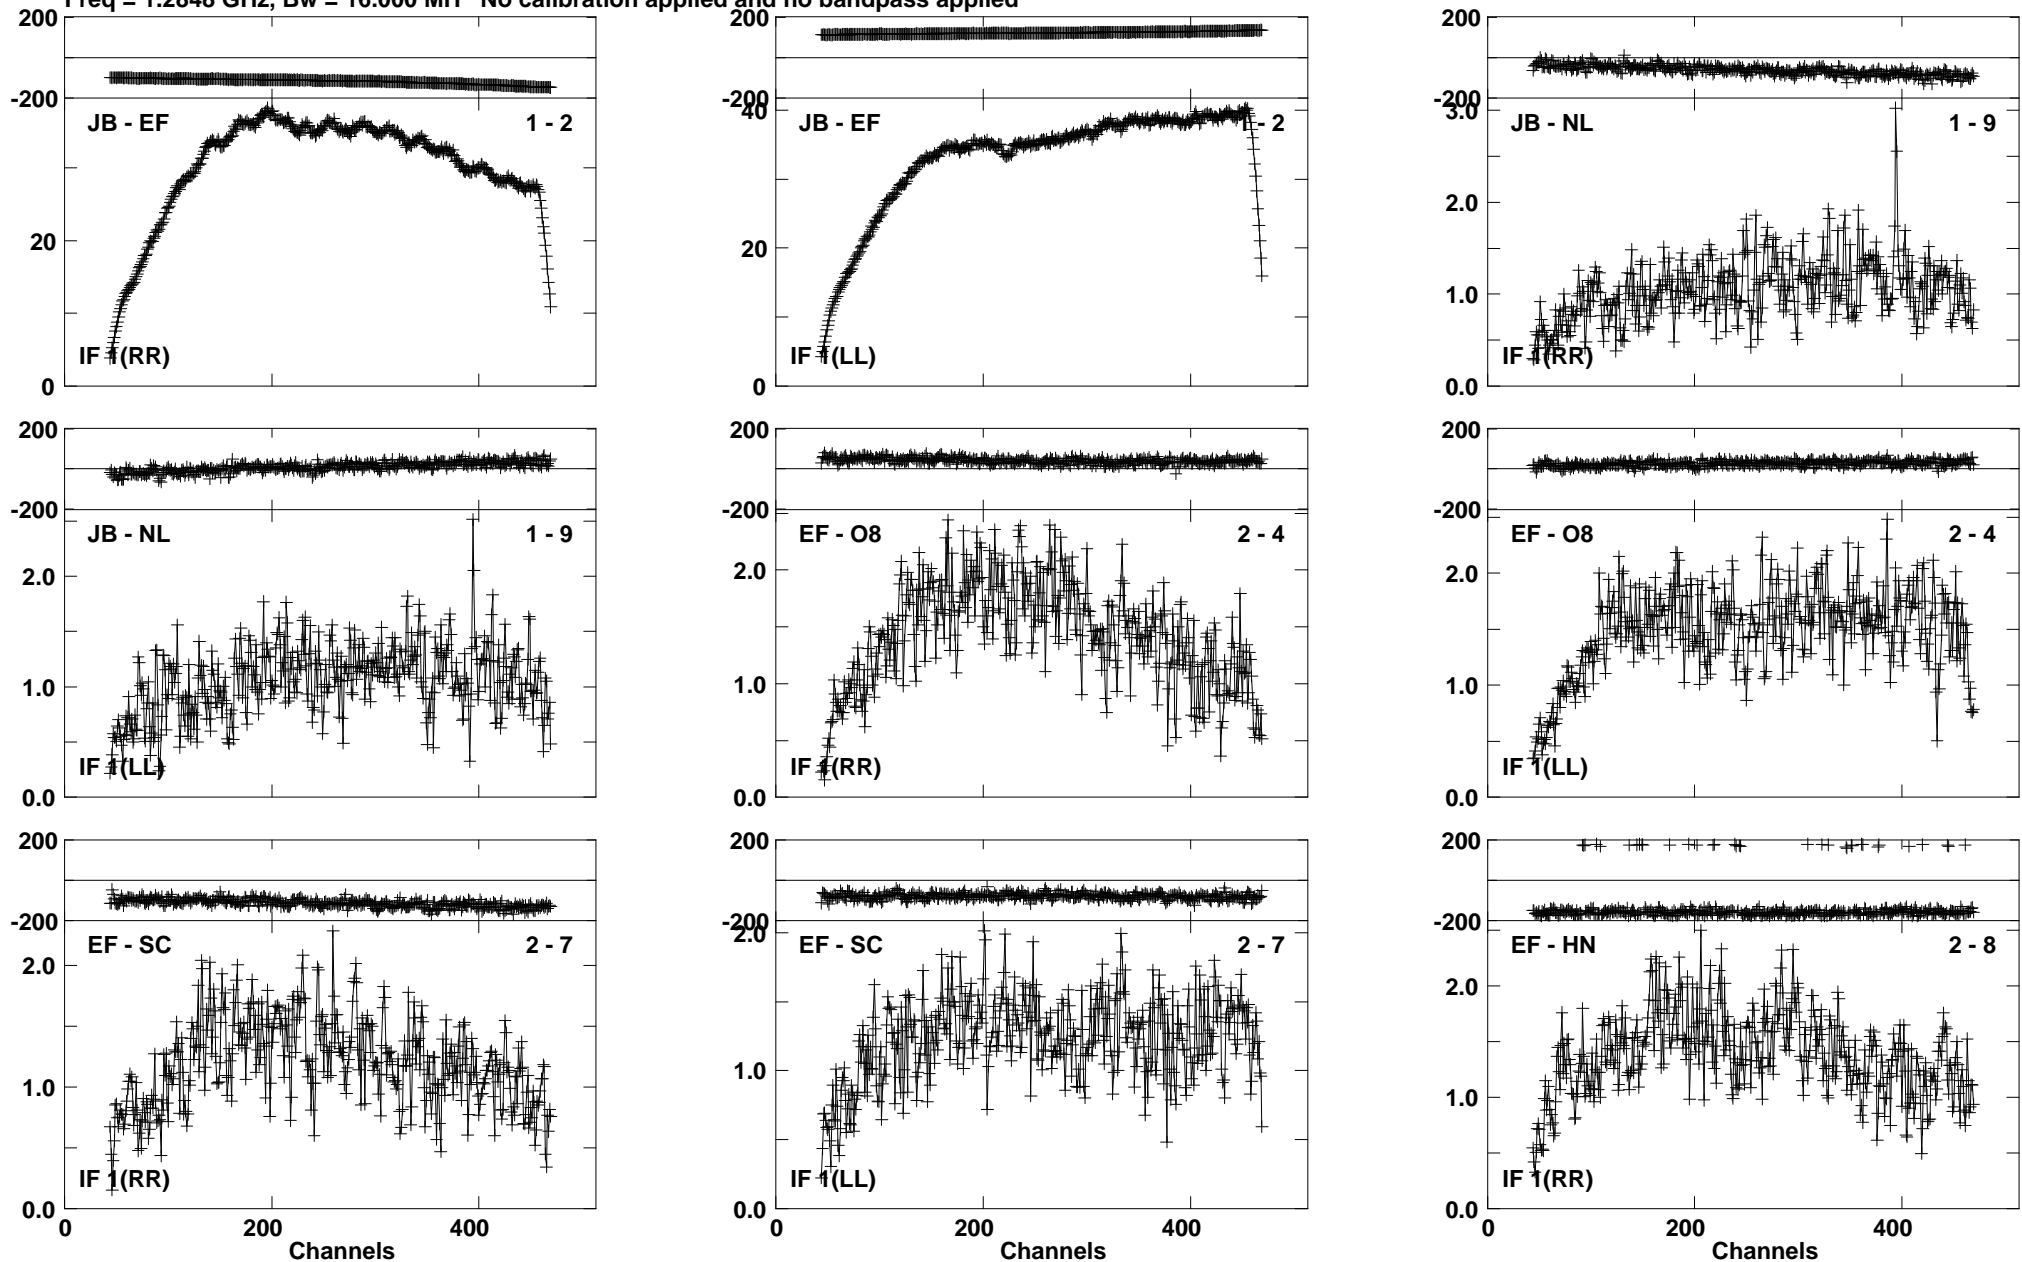 Freq = 1.2848 GHz, Bw = 16.000 MH No calibration applied and no bandpass applied
200
-200
JB - EF 1 - 2
20
IF 1(RR)
0
200
-200
40
JB - EF 1 - 2
20
IF 1(LL)
0
200
-200
3.0
JB - NL 1 - 9
2.0
1.0
IF 1(RR)
0.0
200
-200
JB - NL 1 - 9
2.0
1.0
IF 1(LL)
0.0
200
-200
EF - O8 2 - 4
2.0
1.0
IF 1(RR)
0.0
200
-200
EF - O8 2 - 4
2.0
1.0
IF 1(LL)
0.0
200
-200
EF - SC 2 - 7
2.0
1.0
IF 1(RR)
0.0
0 200 400
Channels
200
-200
2.0
EF - SC 2 - 7
1.0
IF 1(LL)
0.0
0 200 400
Channels
200
-200
EF - HN 2 - 8
2.0
1.0
IF 1(RR)
0.0
0 200 400
Channels